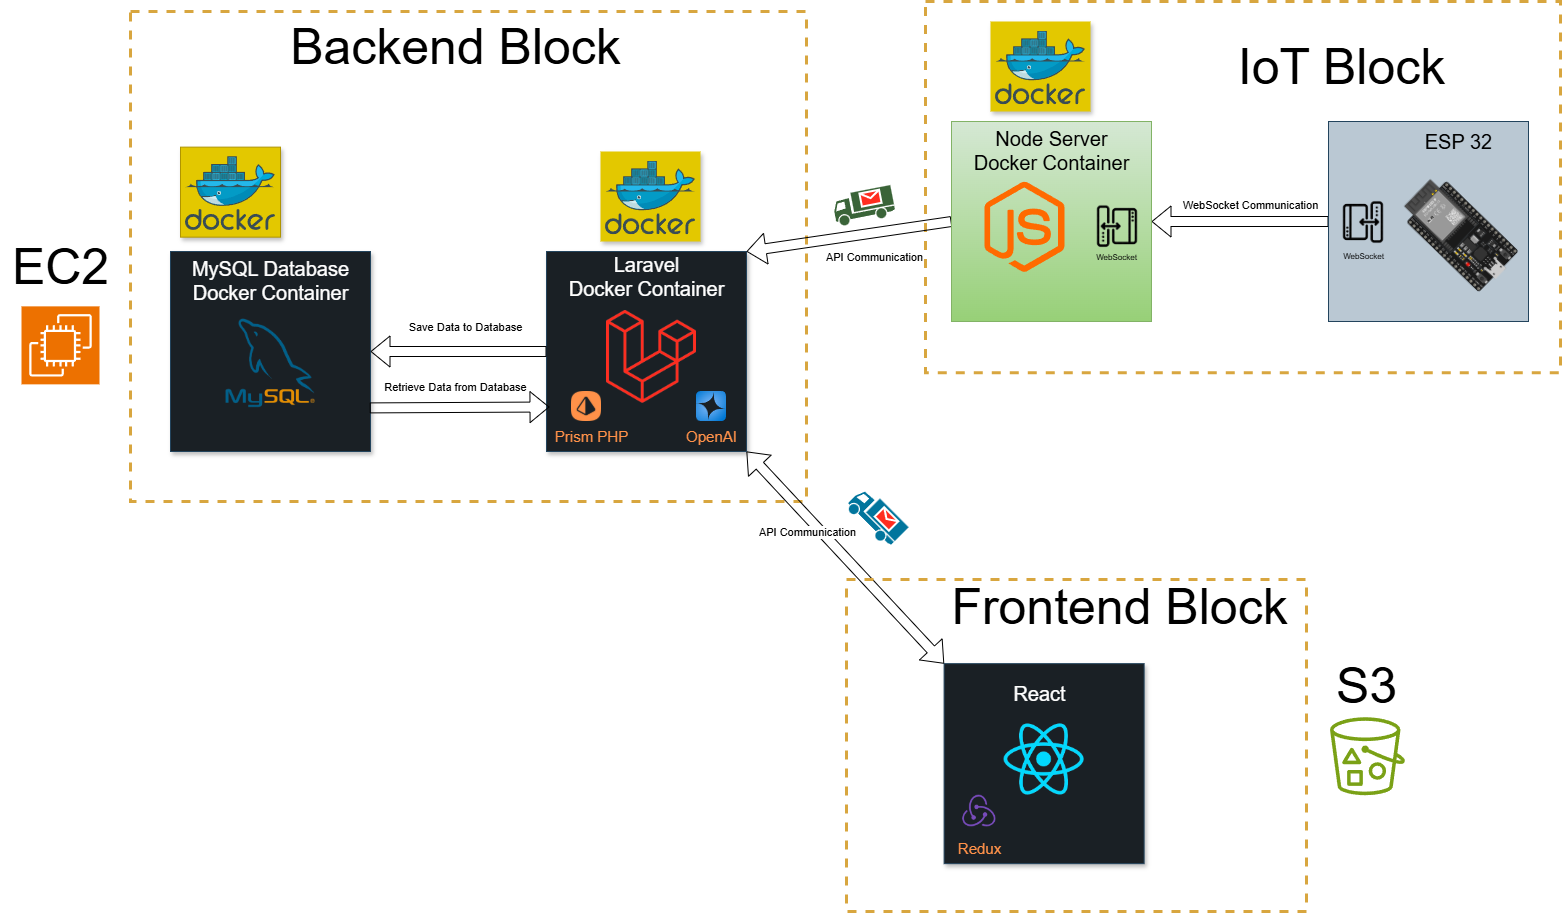 Backend Block
IoT Block
docker
Node Server
Docker Container
JS
WebSocket
ESP 32
WebSocket
WebSocket Communication
API Communication
docker
docker
EC2
MySQL Database
Docker Container
MySQL
Laravel
Docker Container
Save Data to Database
Retrieve Data from Database
Prism PHP
OpenAI
API Communication
Frontend Block
React
Redux
S3